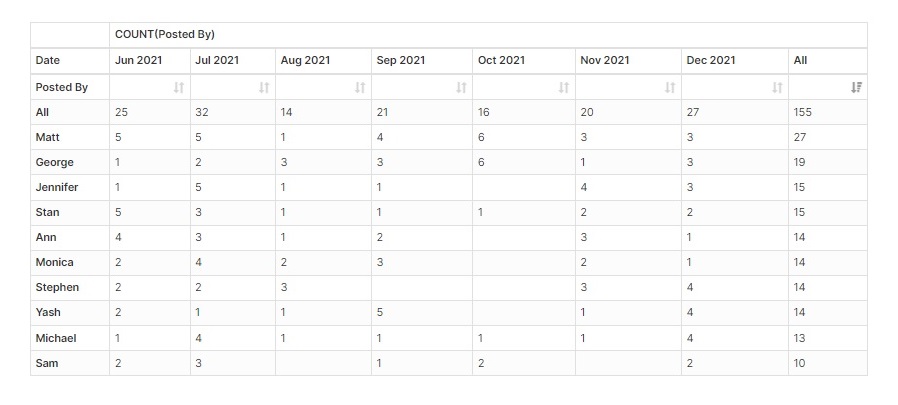 COUNT(Posted By)
Date Jun 2021 Jul 2021 Aug 2021 Sep 2021 Oct 2021 Nov 2021 Dec 2021 All
Posted By
All 25 32 14 21 16 20 27 155
Matt 5 5 1 4 6 3 3 27
George 1 2 3 3 6 1 3 19
Jennifer 1 5 1 1 4 3 15
Stan 5 3 1 1 1 2 2 15
Ann 4 3 1 2 3 1 14
Monica 2 4 2 3 2 1 14
Stephen 2 2 3 3 4 14
Yash 2 1 1 5 1 4 14
Michael 1 4 1 1 1 1 4 13
Sam 2 3 1 2 2 10